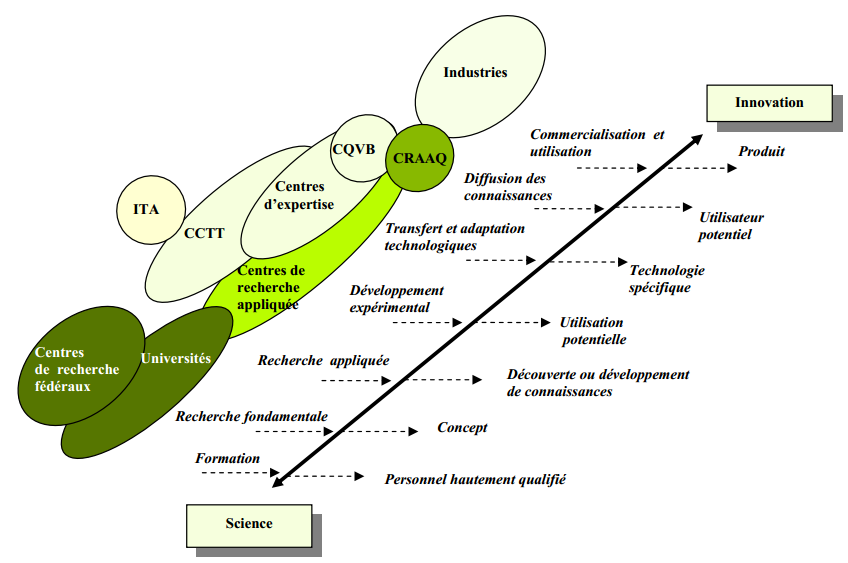 Industries
Innovation
Commercialisation et
utilisation
Produit
CQVB
CRAAQ
Diffusion des
connaissances
Centres
d'expertise
ITA
CCTT
Utilisateur
potentiel
Transfert et adaptation
technologiques
Centres de
recherche
appliquée
Technologie
spécifique
Développement
expérimental
Utilisation
potentielle
Centres
de recherche
fédéraux
Universités
Recherche appliquée
Découverte ou développement
de connaissances
Recherche fondamentale
Concept
Formation
Personnel hautement qualifié
Science